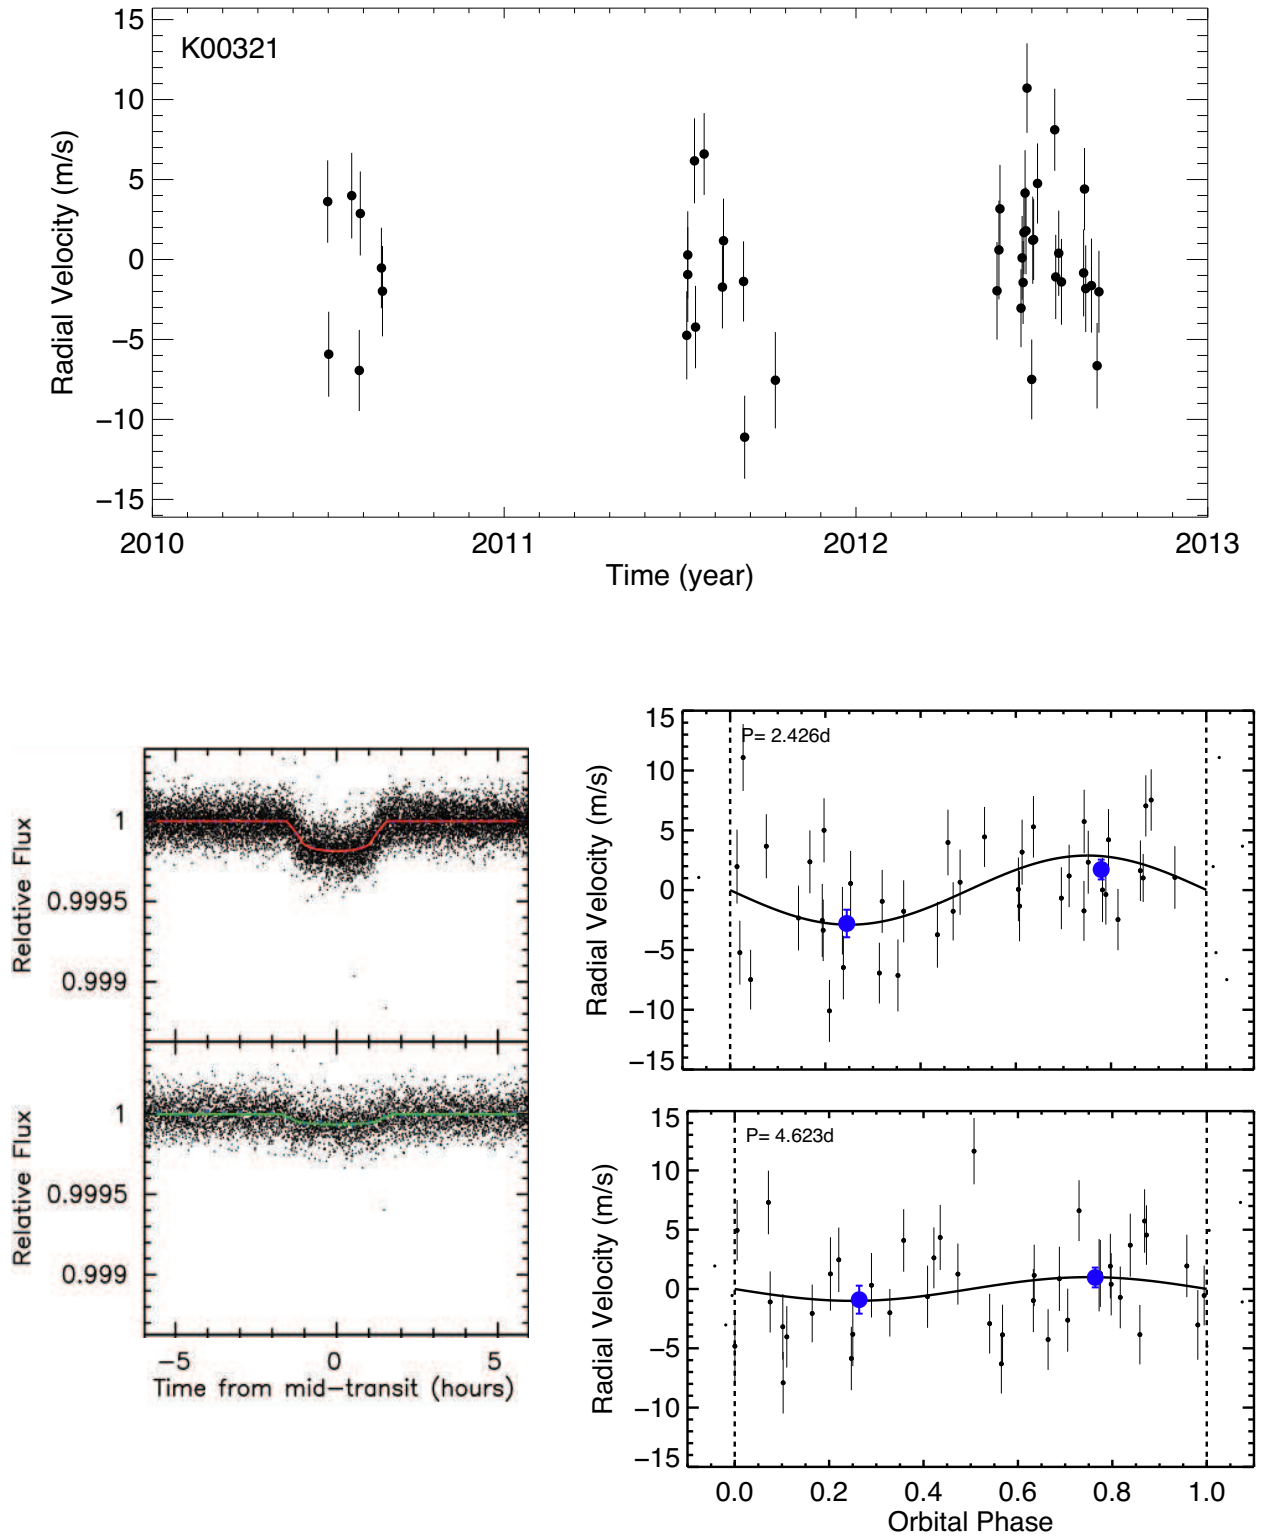 K00321
15
10
5
0
−5
−10
−15
Radial Velocity (m/s)
2010 2011 2012 2013
Time (year)
1
0.9995
0.999
Relative Flux
1
0.9995
0.999
Relative Flux
−5 0 5
Time from mid−transit (hours)
P= 2.426d
15
10
5
0
−5
−10
−15
Radial Velocity (m/s)
P= 4.623d
15
10
5
0
−5
−10
−15
Radial Velocity (m/s)
0.0 0.2 0.4 0.6 0.8 1.0
Orbital Phase